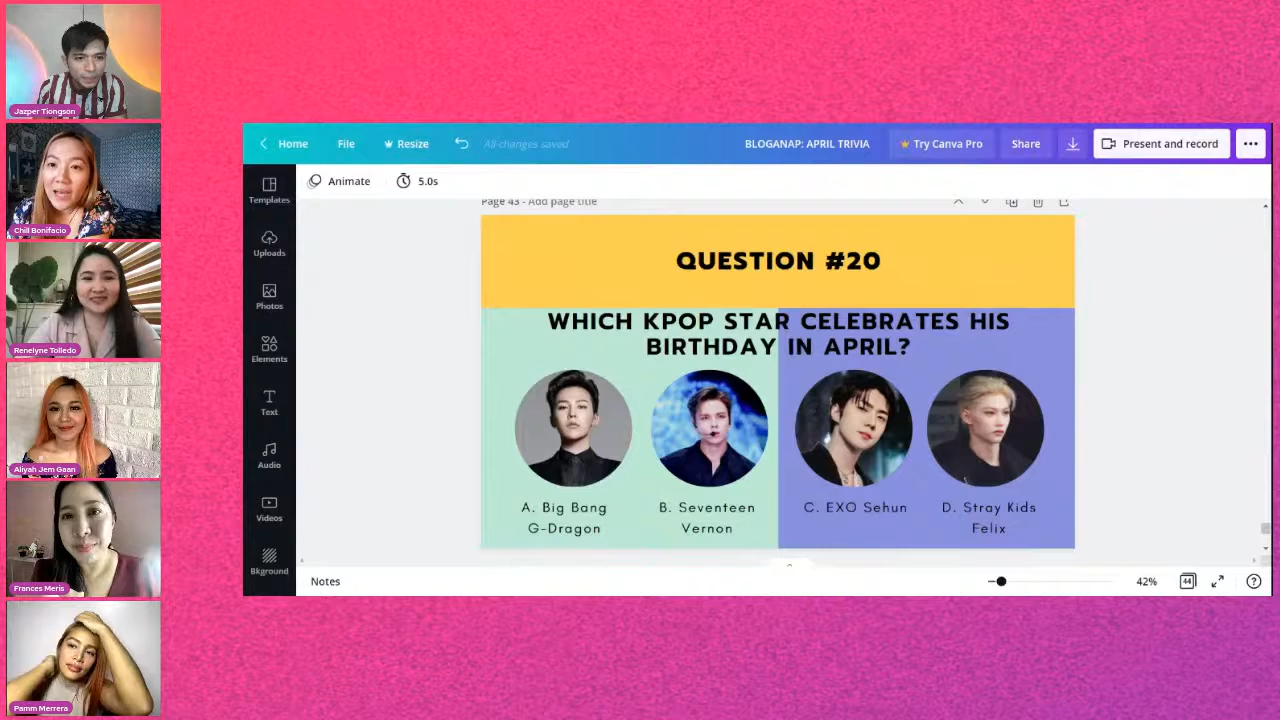 Jazper Tiongson
Chill Bonifacio
Renelyne Tolledo
Aliyah Jem Gaan
Frances Meris
Pamm Merrera
Home File Resize All changes saved BLOGANAP: APRIL TRIVIA Try Canva Pro Share Present and record
Animate 5.0s
Templates
Uploads
Photos
Elements
Text
Audio
Videos
Bkground
Page 43 - Add page title
QUESTION #20
WHICH KPOP STAR CELEBRATES HIS
BIRTHDAY IN APRIL?
A. Big Bang
G-Dragon
B. Seventeen
Vernon
C. EXO Sehun
D. Stray Kids
Felix
Notes 42% 44